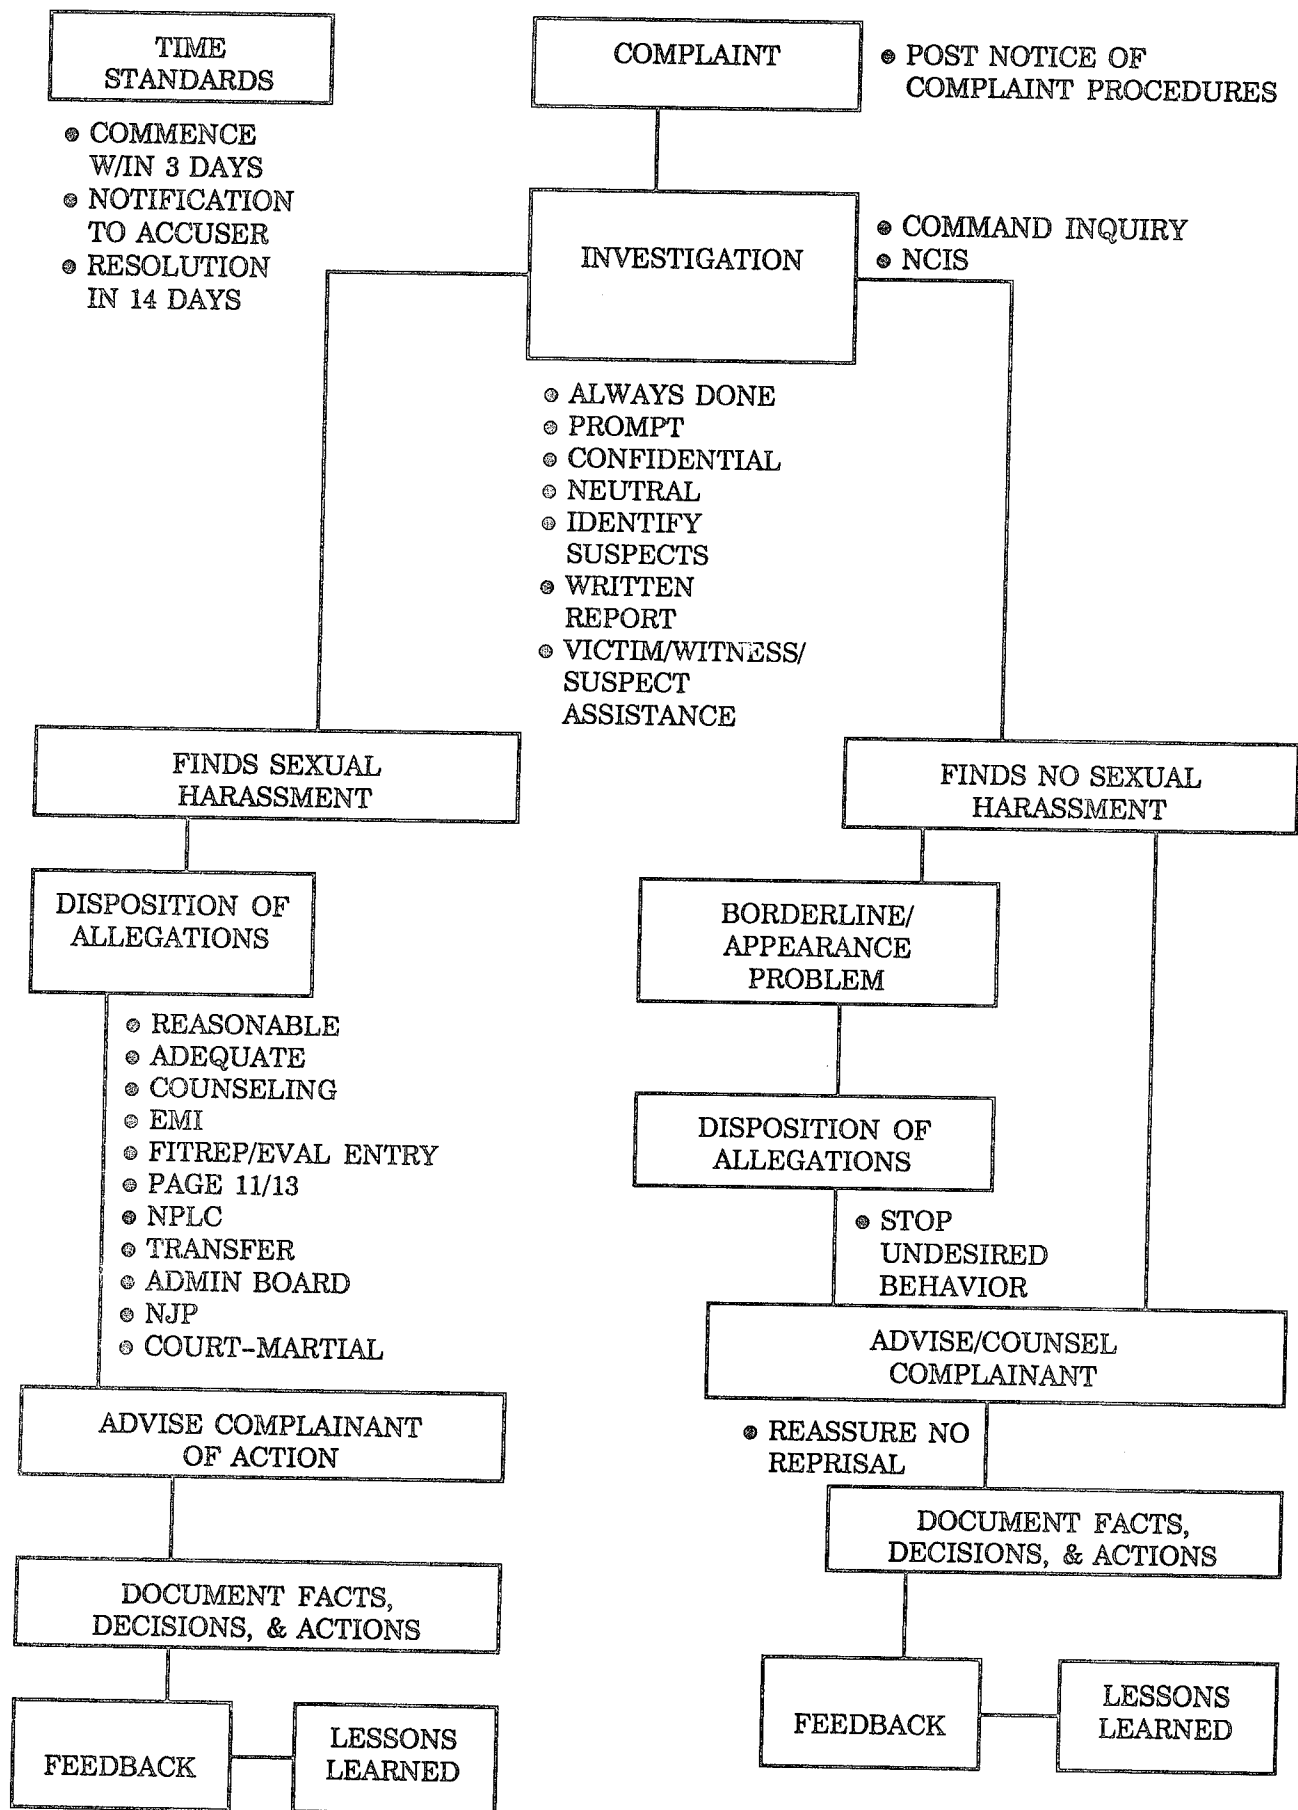 TIME
STANDARDS
● COMMENCE
W/IN 3 DAYS
● NOTIFICATION
TO ACCUSER
● RESOLUTION
IN 14 DAYS
COMPLAINT
● POST NOTICE OF
COMPLAINT PROCEDURES
INVESTIGATION
● COMMAND INQUIRY
● NCIS
● ALWAYS DONE
● PROMPT
● CONFIDENTIAL
● NEUTRAL
● IDENTIFY
SUSPECTS
● WRITTEN
REPORT
● VICTIM/WITNESS/
SUSPECT
ASSISTANCE
FINDS SEXUAL
HARASSMENT
DISPOSITION OF
ALLEGATIONS
● REASONABLE
● ADEQUATE
● COUNSELING
● EMI
● FITREP/EVAL ENTRY
● PAGE 11/13
● NPLC
● TRANSFER
● ADMIN BOARD
● NJP
● COURT-MARTIAL
ADVISE COMPLAINANT
OF ACTION
DOCUMENT FACTS,
DECISIONS, & ACTIONS
FEEDBACK
LESSONS
LEARNED
FINDS NO SEXUAL
HARASSMENT
BORDERLINE/
APPEARANCE
PROBLEM
DISPOSITION OF
ALLEGATIONS
● STOP
UNDESIRED
BEHAVIOR
ADVISE/COUNSEL
COMPLAINANT
● REASSURE NO
REPRISAL
DOCUMENT FACTS,
DECISIONS, & ACTIONS
FEEDBACK
LESSONS
LEARNED